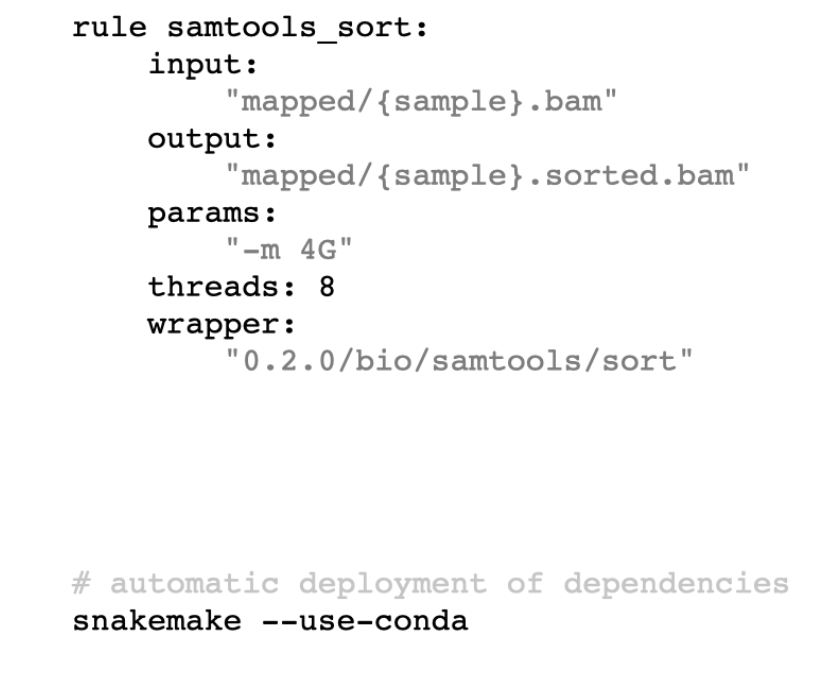 rule samtools_sort:
    input:
        "mapped/{sample}.bam"
    output:
        "mapped/{sample}.sorted.bam"
    params:
        "-m 4G"
    threads: 8
    wrapper:
        "0.2.0/bio/samtools/sort"
# automatic deployment of dependencies
snakemake --use-conda